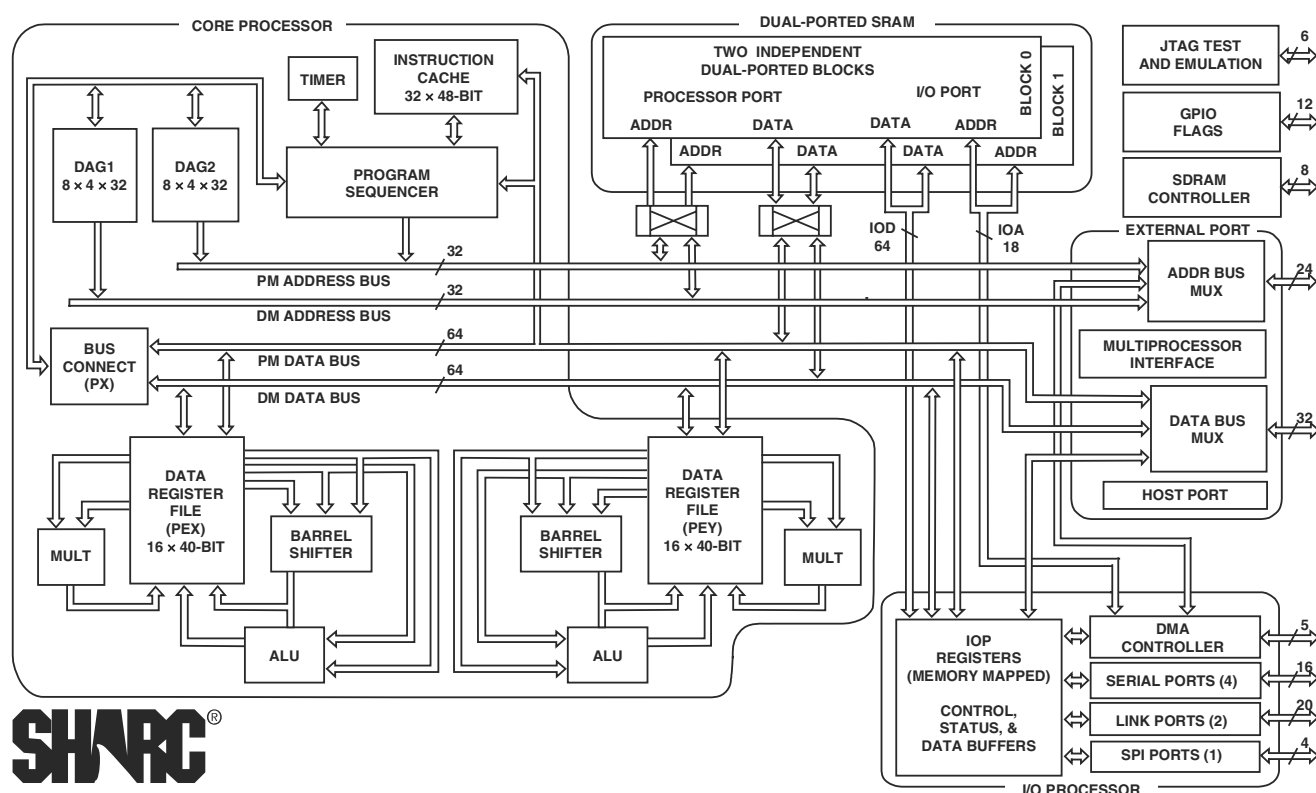 CORE PROCESSOR
TIMER
INSTRUCTION
CACHE
32 × 48-BIT
DAG1
8 × 4 × 32
DAG2
8 × 4 × 32
PROGRAM
SEQUENCER
DUAL-PORTED SRAM
TWO INDEPENDENT
DUAL-PORTED BLOCKS
PROCESSOR PORT
I/O PORT
BLOCK 0
BLOCK 1
ADDR
DATA
DATA
ADDR
ADDR
DATA
DATA
ADDR
JTAG TEST
AND EMULATION
6
GPIO
FLAGS
12
SDRAM
CONTROLLER
8
IOD
64
IOA
18
EXTERNAL PORT
ADDR BUS
MUX
24
MULTIPROCESSOR
INTERFACE
DATA BUS
MUX
32
HOST PORT
32
PM ADDRESS BUS
32
DM ADDRESS BUS
BUS
CONNECT
(PX)
64
PM DATA BUS
64
DM DATA BUS
MULT
DATA
REGISTER
FILE
(PEX)
16 × 40-BIT
BARREL
SHIFTER
ALU
BARREL
SHIFTER
DATA
REGISTER
FILE
(PEY)
16 × 40-BIT
MULT
ALU
IOP
REGISTERS
(MEMORY MAPPED)
CONTROL,
STATUS, &
DATA BUFFERS
DMA
CONTROLLER
5
SERIAL PORTS (4)
16
LINK PORTS (2)
20
SPI PORTS (1)
4
I/O PROCESSOR
SHARC®